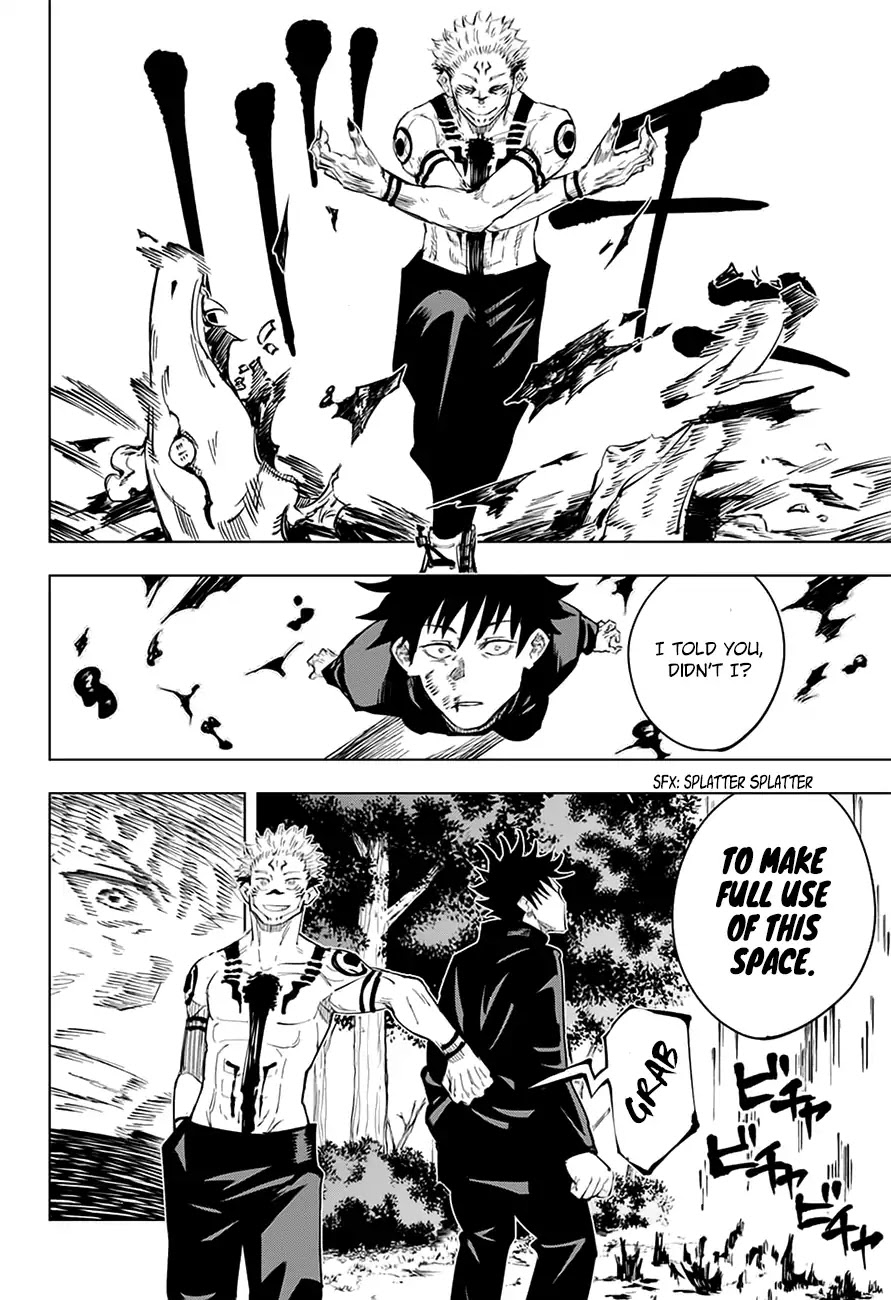 I TOLD YOU,
DIDN'T I?
SFX: SPLATTER SPLATTER
TO MAKE
FULL USE
OF THIS
SPACE.
GRAB
ビチャ
ビチャ
ビチャ